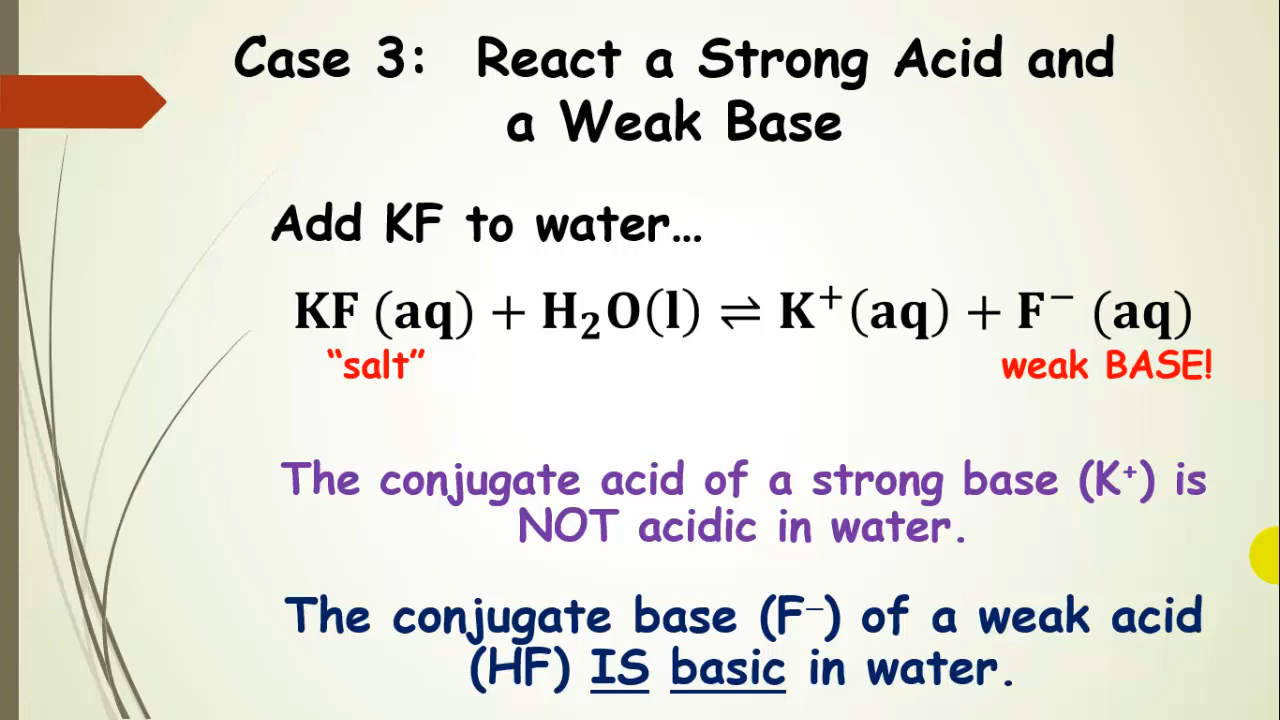 Case 3: React a Strong Acid and
a Weak Base
Add KF to water…
KF (aq) + H₂O(l) ⇌ K⁺(aq) + F⁻ (aq)
“salt” weak BASE!
The conjugate acid of a strong base (K⁺) is
NOT acidic in water.
The conjugate base (F⁻) of a weak acid
(HF) IS basic in water.